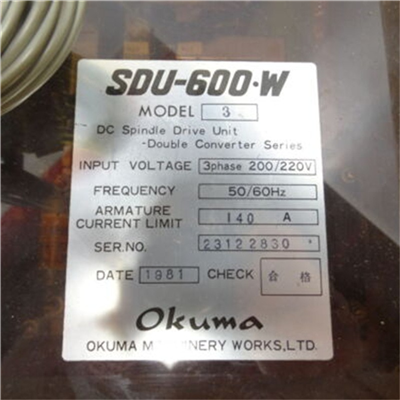 SDU-600·W
MODEL 3
DC Spindle Drive Unit
-Double Converter Series
INPUT VOLTAGE 3phase 200/220V
FREQUENCY 50/60Hz
ARMATURE
CURRENT LIMIT 140 A
SER.NO. 23122830
DATE 1981 CHECK 合格
Okuma
OKUMA MACHINERY WORKS,LTD.